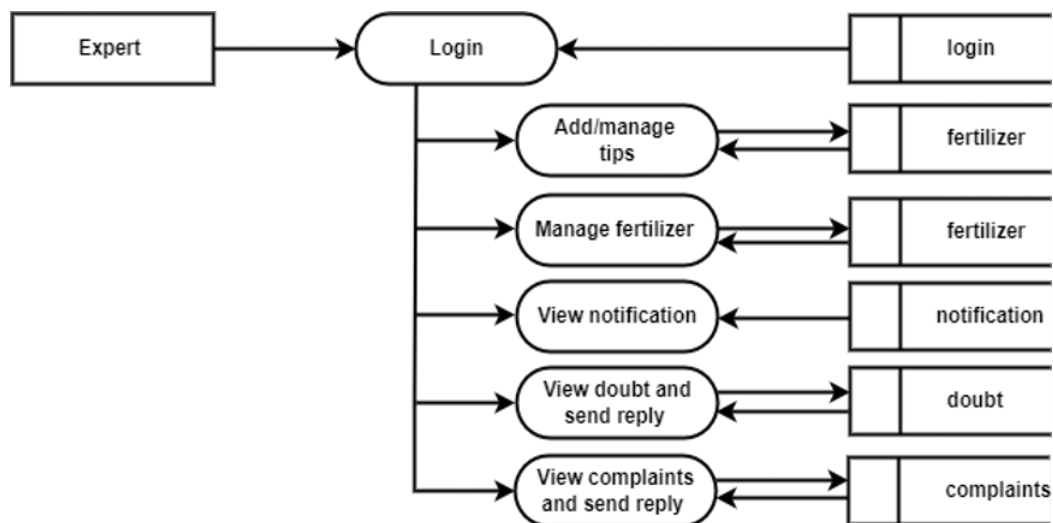 Expert
Login
login
Add/manage
tips
fertilizer
Manage fertilizer
fertilizer
View notification
notification
View doubt and
send reply
doubt
View complaints
and send reply
complaints